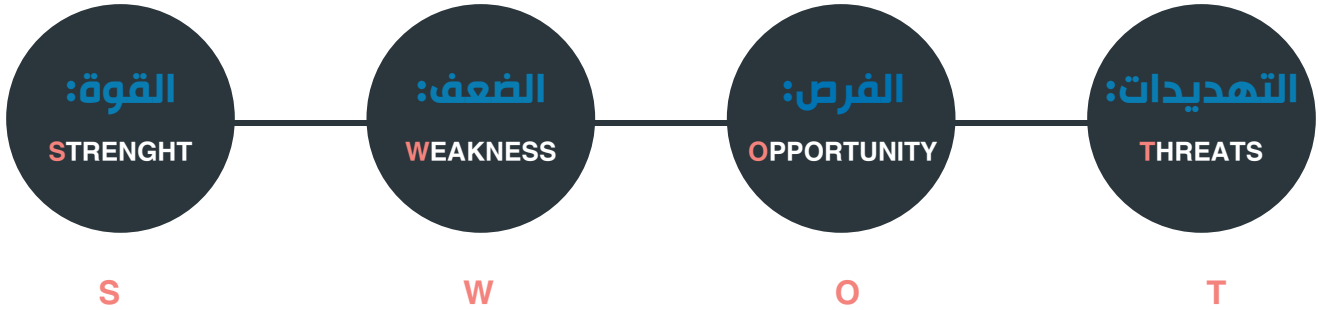 القوة:
STRENGHT
الضعف:
WEAKNESS
الفرص:
OPPORTUNITY
التهديدات:
THREATS
S
W
O
T